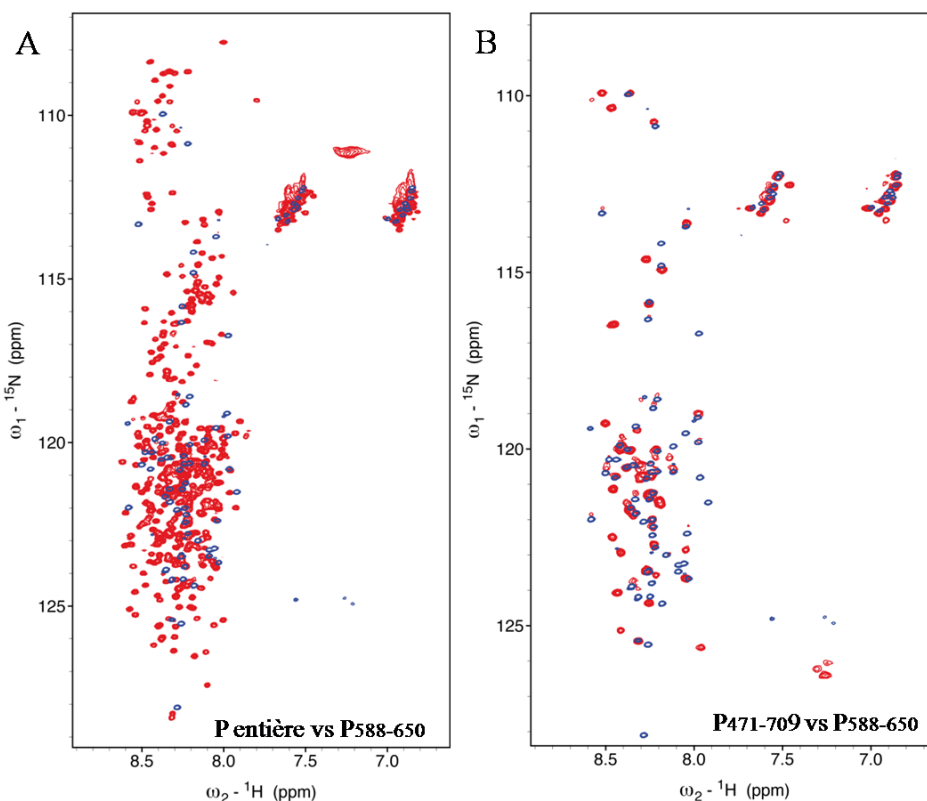 A
B
110
115
120
125
ω1 - 15N (ppm)
P entière vs P588-650
8.5 8.0 7.5 7.0
ω2 - 1H (ppm)
110
115
120
125
ω1 - 15N (ppm)
P471-709 vs P588-650
8.5 8.0 7.5 7.0
ω2 - 1H (ppm)